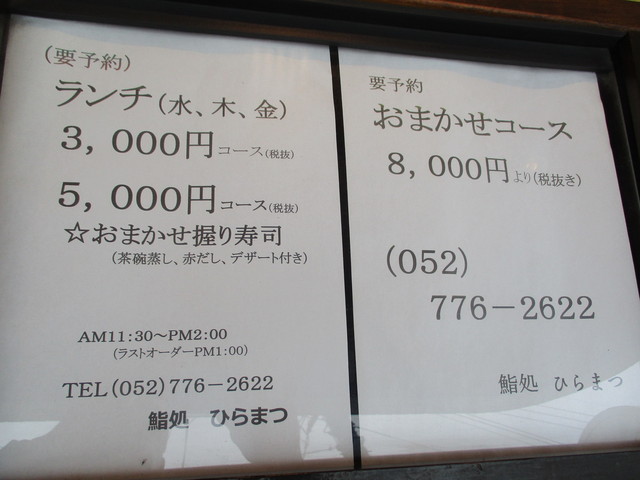 (要予約)
ランチ(水、木、金)
3,000円コース(税抜)
5,000円コース(税抜)
☆おまかせ握り寿司
(茶碗蒸し、赤だし、デザート付き)
AM11:30～PM2:00
(ラストオーダーPM1:00)
TEL(052)776－2622
鮨処 ひらまつ
要予約
おまかせコース
8,000円より(税抜き)
(052)
776－2622
鮨処 ひらまつ